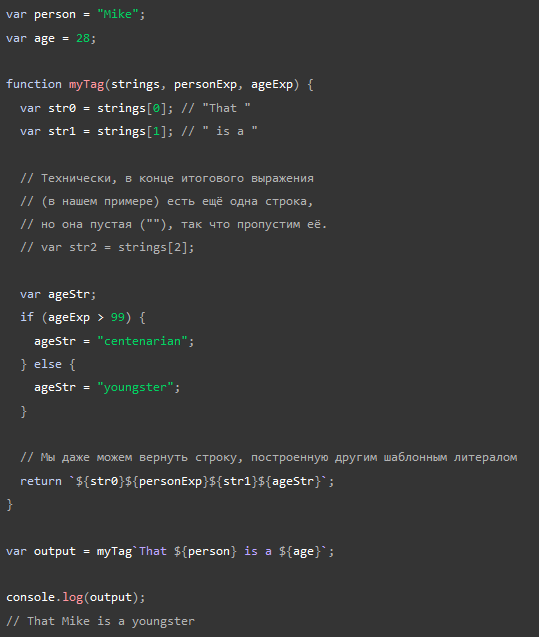 var person = "Mike";
var age = 28;
function myTag(strings, personExp, ageExp) {
var str0 = strings[0]; // "That "
var str1 = strings[1]; // " is a "
// Технически, в конце итогового выражения
// (в нашем примере) есть ещё одна строка,
// но она пустая (""), так что пропустим её.
// var str2 = strings[2];
var ageStr;
if (ageExp > 99) {
ageStr = "centenarian";
} else {
ageStr = "youngster";
}
// Мы даже можем вернуть строку, построенную другим шаблонным литералом
return `${str0}${personExp}${str1}${ageStr}`;
}
var output = myTag`That ${person} is a ${age}`;
console.log(output);
// That Mike is a youngster